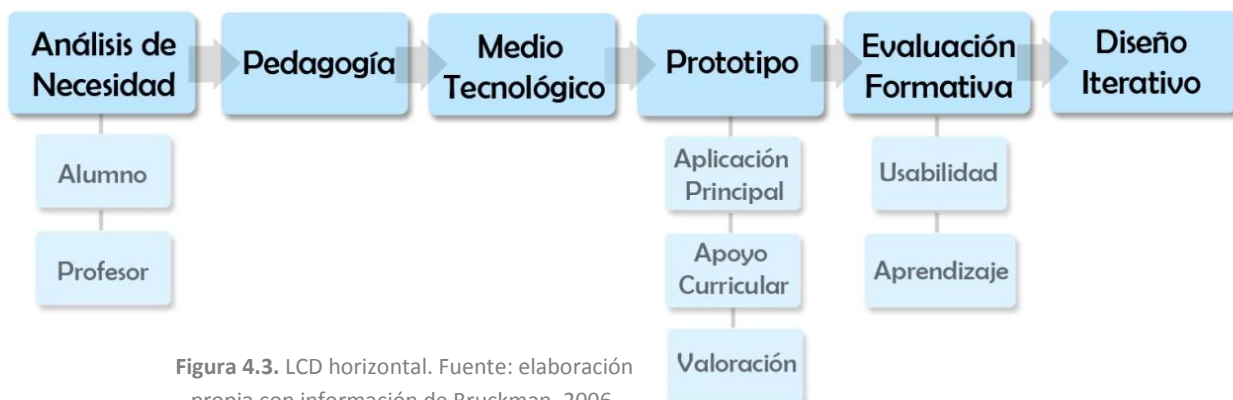 Análisis de
Necesidad
Pedagogía
Medio
Tecnológico
Prototipo
Evaluación
Formativa
Diseño
Iterativo
Alumno
Profesor
Aplicación
Principal
Apoyo
Curricular
Valoración
Usabilidad
Aprendizaje
Figura 4.3. LCD horizontal. Fuente: elaboración
propia con información de Bruckman, 2006